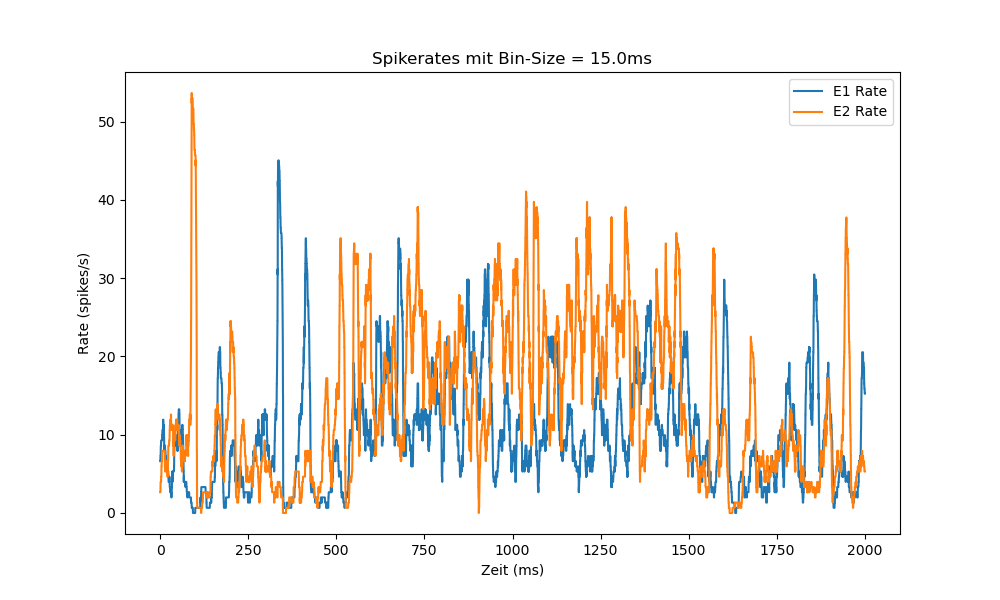 Spikerates mit Bin-Size = 15.0ms
E1 Rate
E2 Rate
50
40
30
20
10
0
Rate (spikes/s)
0 250 500 750 1000 1250 1500 1750 2000
Zeit (ms)